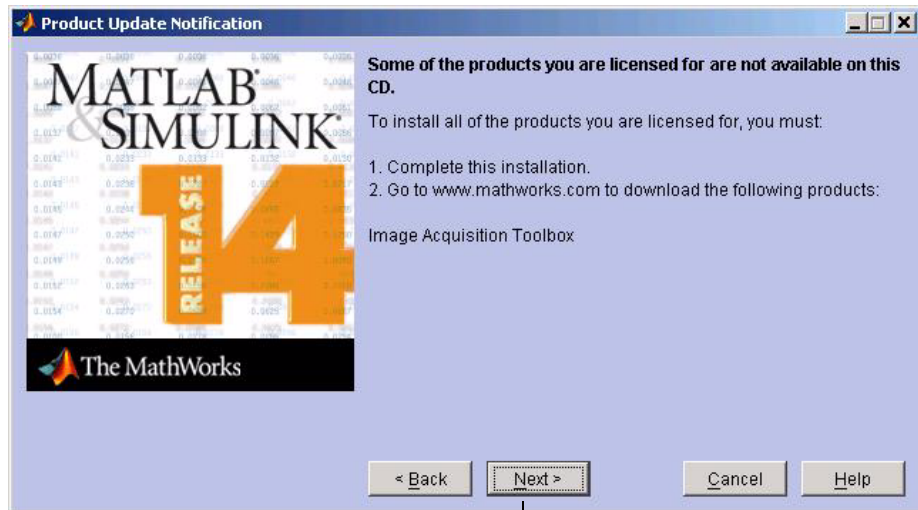 Product Update Notification
MATLAB®
& SIMULINK®
RELEASE
14
The MathWorks
Some of the products you are licensed for are not available on this
CD.
To install all of the products you are licensed for, you must:
1. Complete this installation.
2. Go to www.mathworks.com to download the following products:
Image Acquisition Toolbox
< Back
Next >
Cancel
Help